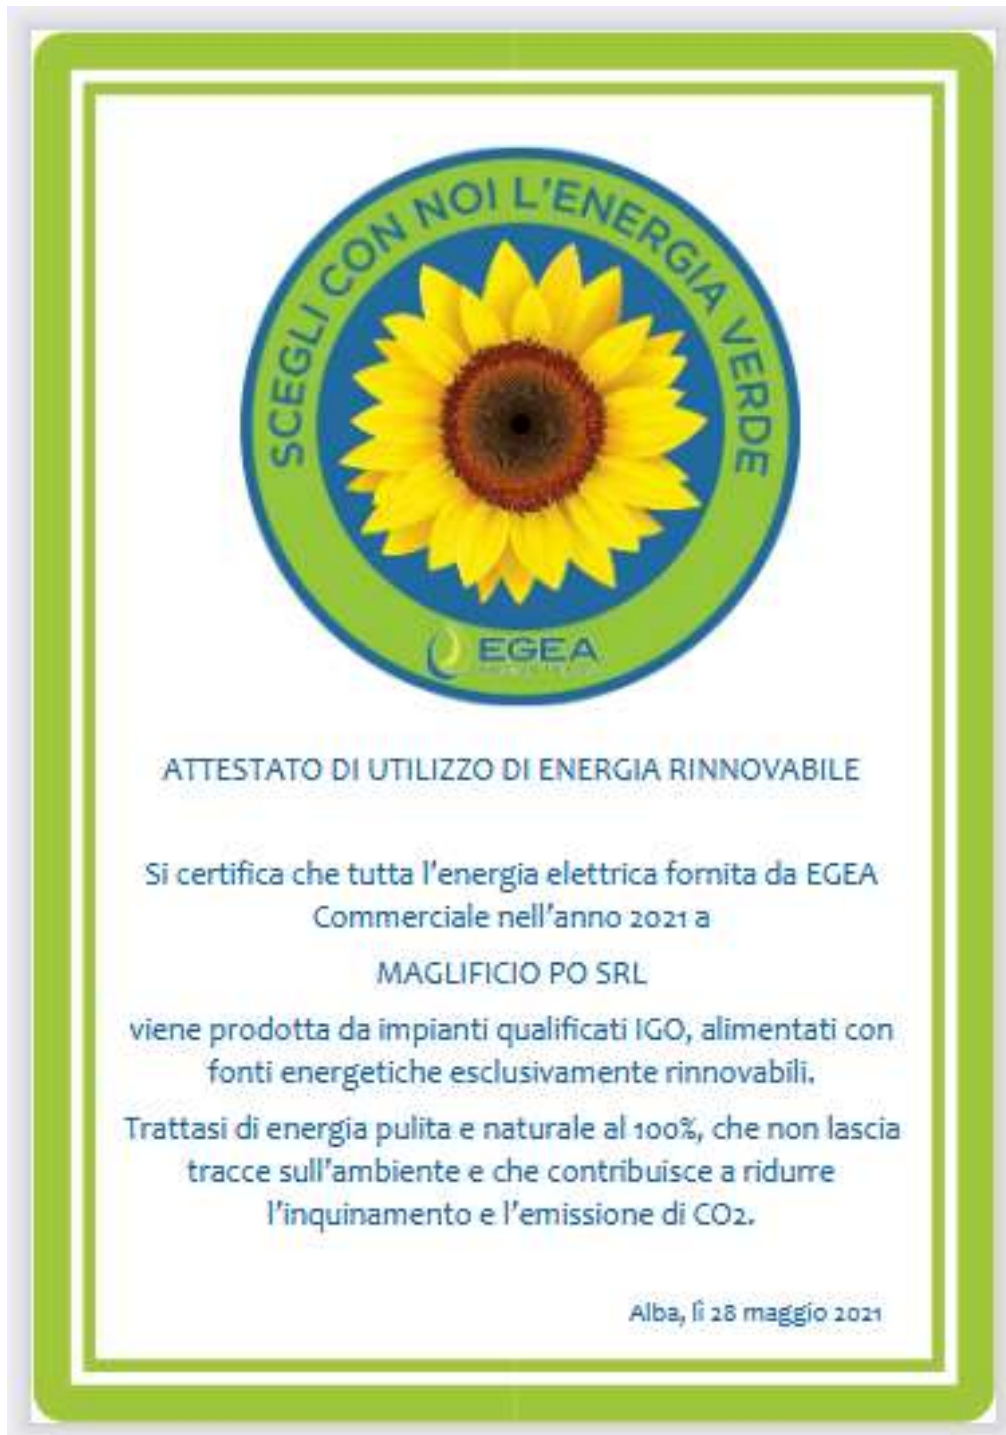 SCEGLI CON NOI L'ENERGIA VERDE
EGEA
ATTESTATO DI UTILIZZO DI ENERGIA RINNOVABILE
Si certifica che tutta l'energia elettrica fornita da EGEA
Commerciale nell'anno 2021 a
MAGLIFICIO PO SRL
viene prodotta da impianti qualificati IGO, alimentati con
fonti energetiche esclusivamente rinnovabili.
Trattasi di energia pulita e naturale al 100%, che non lascia
tracce sull'ambiente e che contribuisce a ridurre
l'inquinamento e l'emissione di CO2.
Alba, lì 28 maggio 2021